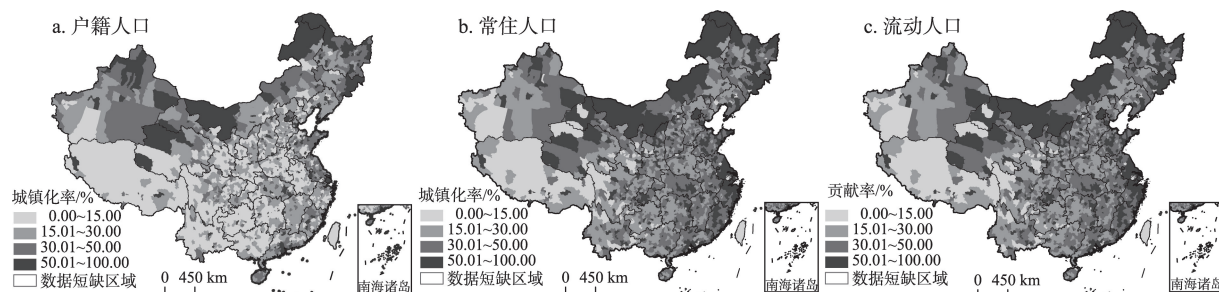 a. 户籍人口
城镇化率/%
0.00~15.00
15.01~30.00
30.01~50.00
50.01~100.00
数据短缺区域
0 450 km
南海诸岛
b. 常住人口
城镇化率/%
0.00~15.00
15.01~30.00
30.01~50.00
50.01~100.00
数据短缺区域
0 450 km
南海诸岛
c. 流动人口
贡献率/%
0.00~15.00
15.01~30.00
30.01~50.00
50.01~100.00
数据短缺区域
0 450 km
南海诸岛